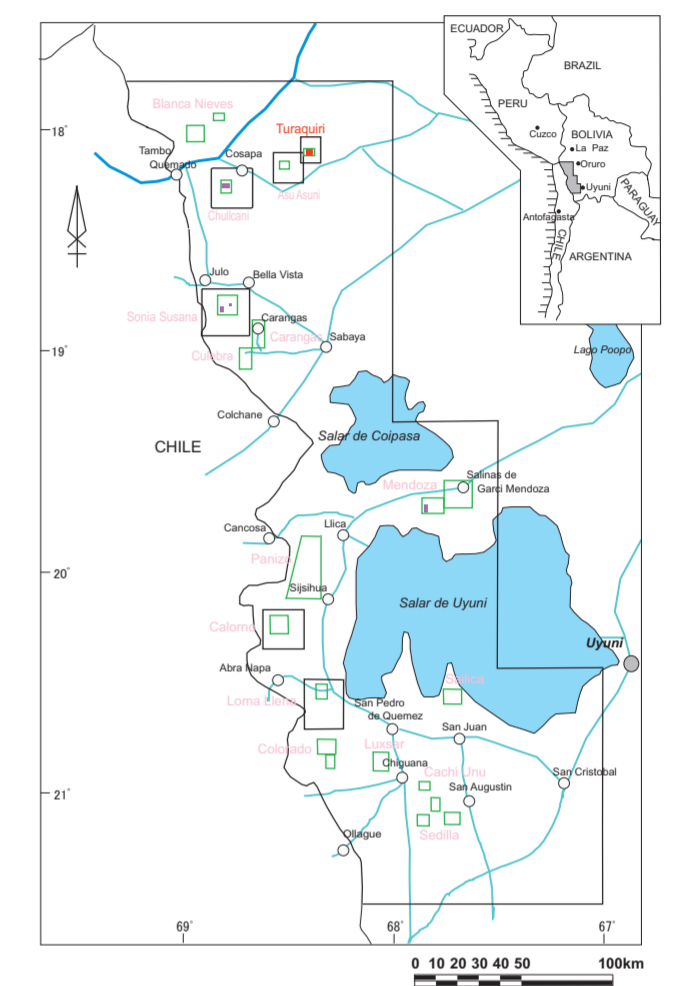 ECUADOR
BRAZIL
PERU
Cuzco
BOLIVIA
La Paz
Oruro
Uyuni
PARAGUAY
Antofagasta
CHILE
ARGENTINA
Blanca Nieves
18°
Turaquiri
Tambo
Quemado
Cosapa
Asu Asuni
Chullcani
Julo
Bella Vista
Sonia Susana
Carangas
Carangas
Sabaya
19°
Culebra
Lago Poopo
Colchane
CHILE
Salar de Coipasa
Mendoza
Salinas de
Garci Mendoza
Cancosa
Llica
Panizo
20°
Sijsihua
Salar de Uyuni
Calorno
Uyuni
Abra Napa
Salica
Loma Llena
San Pedro
de Quemez
San Juan
Colorado
Luxsar
Chiguana
Cachi Unu
San Cristobal
21°
San Augustin
Sedilla
Ollague
69°
68°
67°
0 10 20 30 40 50 100km